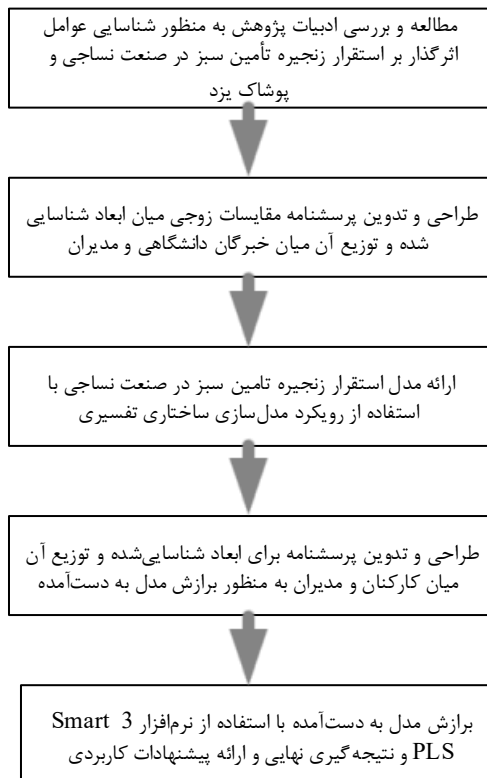 مطالعه و بررسی ادبیات پژوهش به منظور شناسایی عوامل
اثرگذار بر استقرار زنجیره تأمین سبز در صنعت نساجی و
پوشاک یزد
طراحی و تدوین پرسشنامه مقایسات زوجی میان ابعاد شناسایی
شده و توزیع آن میان خبرگان دانشگاهی و مدیران
ارائه مدل استقرار زنجیره تامین سبز در صنعت نساجی با
استفاده از رویکرد مدل‌سازی ساختاری تفسیری
طراحی و تدوین پرسشنامه برای ابعاد شناسایی‌شده و توزیع آن
میان کارکنان و مدیران به منظور برازش مدل به دست‌آمده
برازش مدل به دست‌آمده با استفاده از نرم‌افزار Smart 3
PLS و نتیجه‌گیری نهایی و ارائه پیشنهادات کاربردی